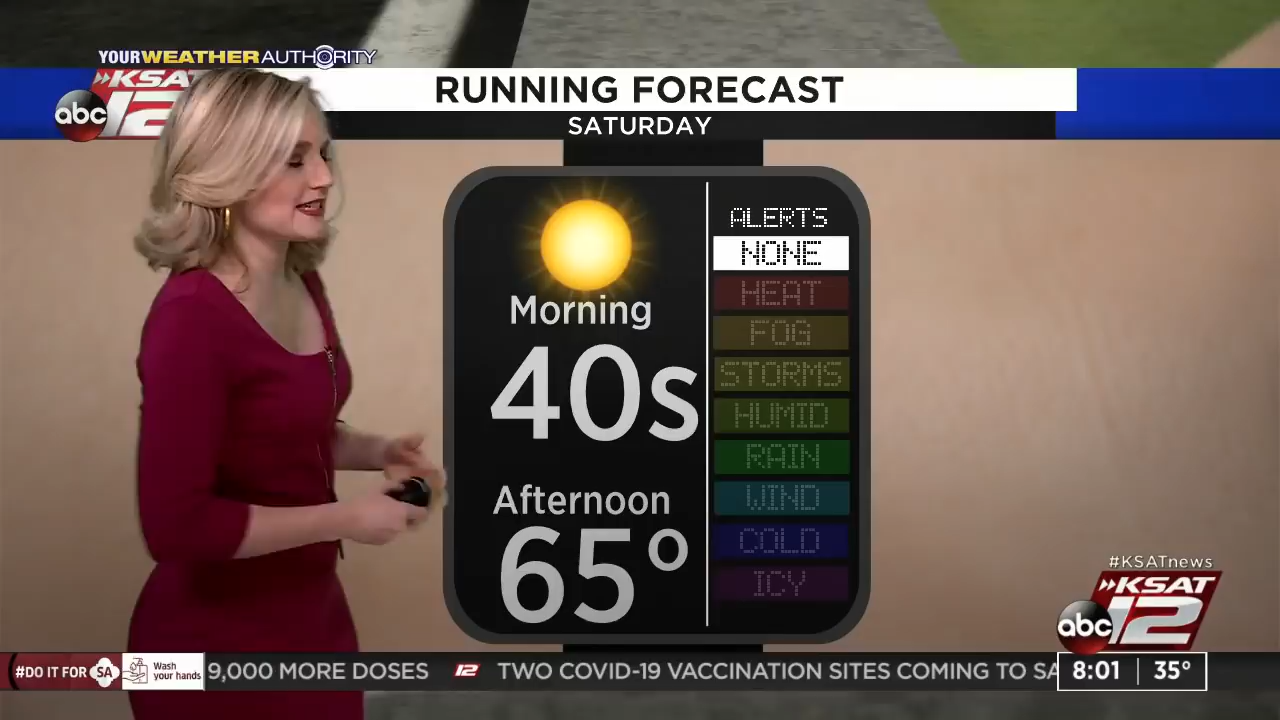 YOUR WEATHER AUTHORITY
KSAT
abc 12
RUNNING FORECAST
SATURDAY
Morning
40s
Afternoon
65°
ALERTS
NONE
HEAT
FOG
STORMS
HUMID
RAIN
WIND
COLD
ICY
#KSATnews
KSAT
abc 12
#DO IT FOR SA
Wash
your hands
9,000 MORE DOSES 12 TWO COVID-19 VACCINATION SITES COMING TO SA
8:01 35°